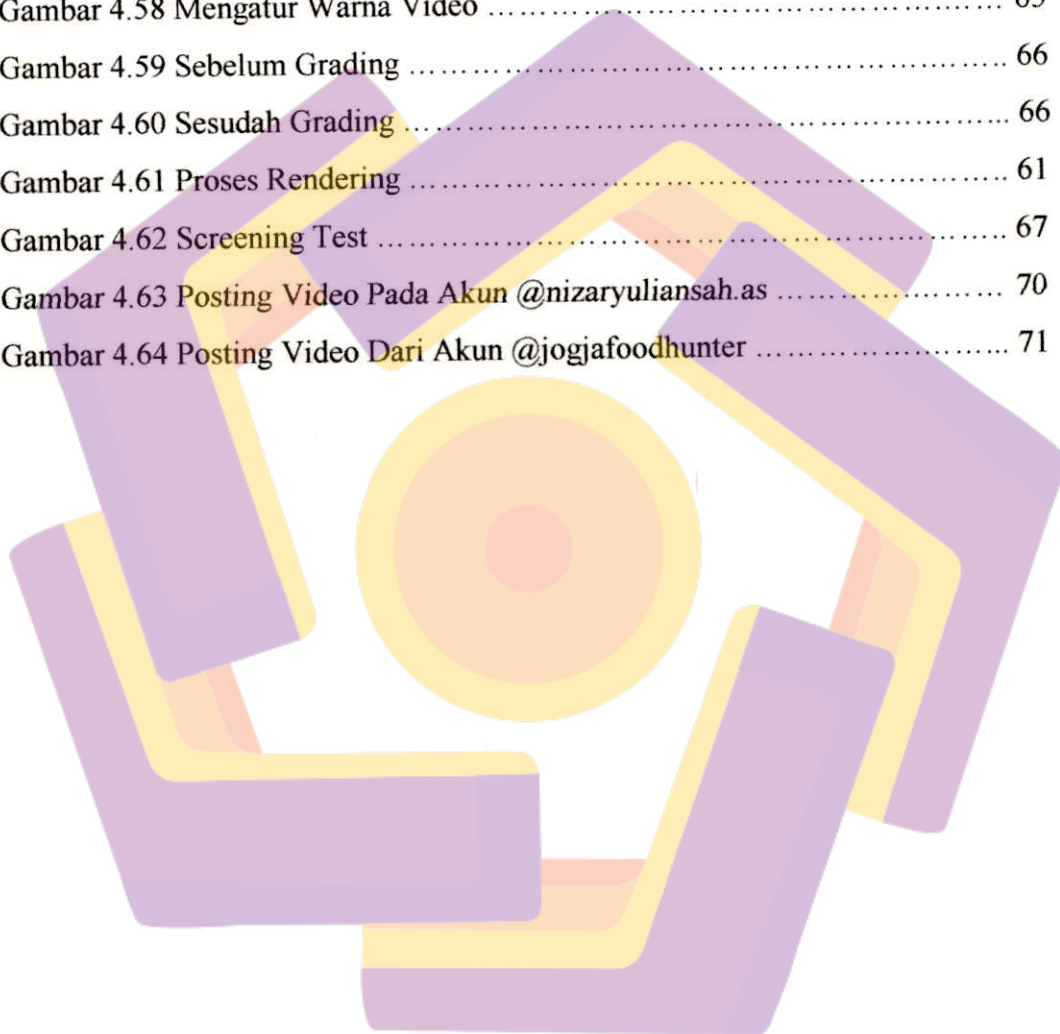 Gambar 4.58 Mengatur Warna Video ........................................................ 65
Gambar 4.59 Sebelum Grading ................................................................. 66
Gambar 4.60 Sesudah Grading ................................................................. 66
Gambar 4.61 Proses Rendering ................................................................. 61
Gambar 4.62 Screening Test ..................................................................... 67
Gambar 4.63 Posting Video Pada Akun @nizaryuliansah.as ........................ 70
Gambar 4.64 Posting Video Dari Akun @jogjafoodhunter ........................... 71